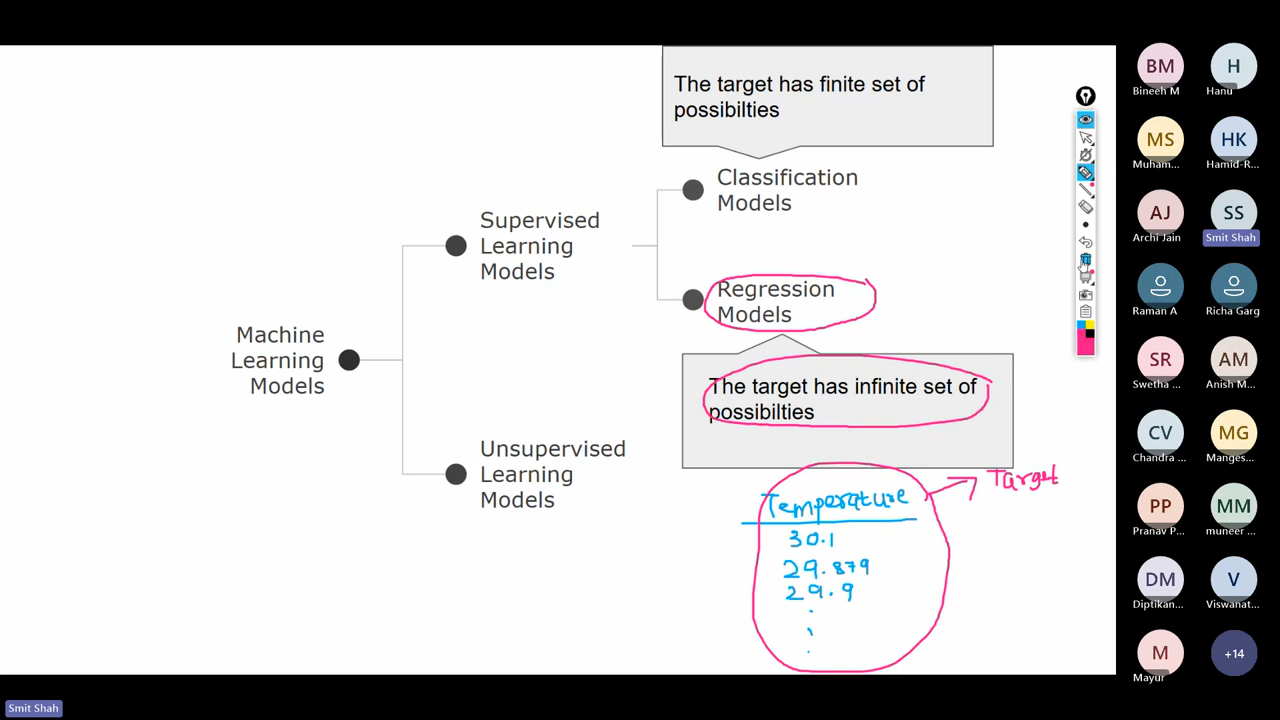 The target has finite set of
possibilties
Classification
Models
Supervised
Learning
Models
Regression
Models
Machine
Learning
Models
The target has infinite set of
possibilties
Unsupervised
Learning
Models
Target
Temperature
30.1
29.879
29.9
BM
Bineeh M
H
Hanu
MS
Muham...
HK
Hamid-R...
AJ
Archi Jain
SS
Smit Shah
Raman A
Richa Garg
SR
Swetha ...
AM
Anish M...
CV
Chandra ...
MG
Manges...
PP
Pranav P...
MM
muneer ...
DM
Diptikan...
V
Viswanat...
M
Mayur
+14
Smit Shah